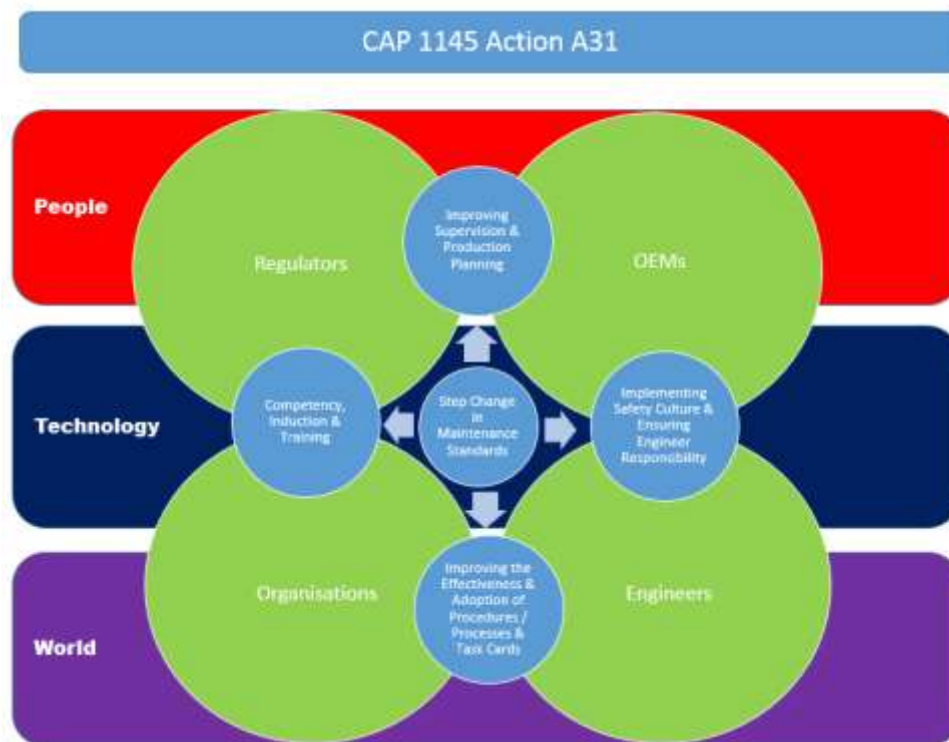 CAP 1145 Action A31
People
Improving
Supervision &
Production
Planning
Regulators
OEMs
Technology
Competency,
Induction &
Training
Step Change
in
Maintenance
Standards
Implementing
Safety Culture &
Ensuring
Engineer
Responsibility
World
Organisations
Improving the
Effectiveness &
Adoption of
Procedures /
Processes &
Task Cards
Engineers